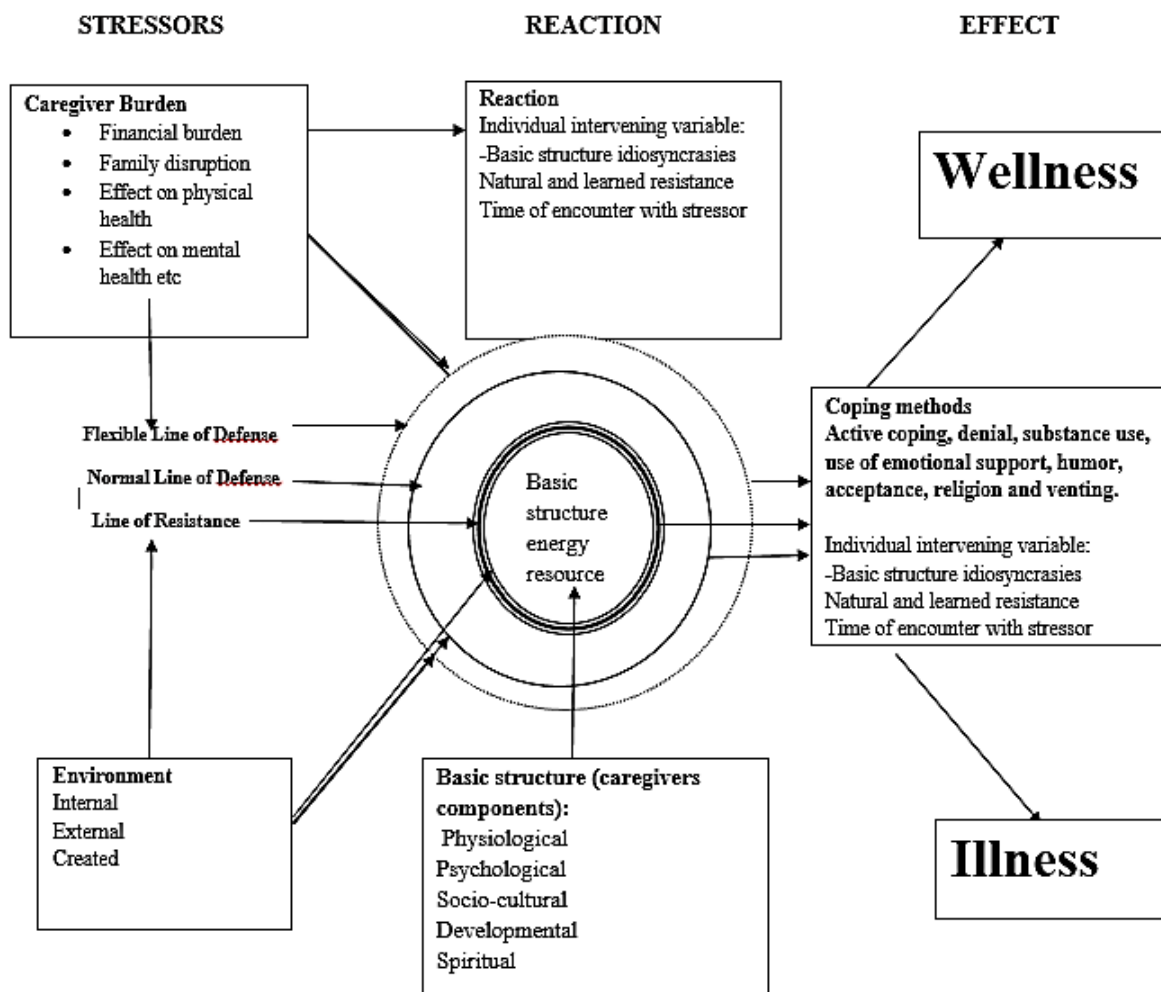 STRESSORS
REACTION
EFFECT
Caregiver Burden
• Financial burden
• Family disruption
• Effect on physical
health
• Effect on mental
health etc
Reaction
Individual intervening variable:
-Basic structure idiosyncrasies
Natural and learned resistance
Time of encounter with stressor
Wellness
Flexible Line of Defense
Normal Line of Defense
Line of Resistance
Basic
structure
energy
resource
Coping methods
Active coping, denial, substance use,
use of emotional support, humor,
acceptance, religion and venting.
Individual intervening variable:
-Basic structure idiosyncrasies
Natural and learned resistance
Time of encounter with stressor
Environment
Internal
External
Created
Basic structure (caregivers
components):
Physiological
Psychological
Socio-cultural
Developmental
Spiritual
Illness